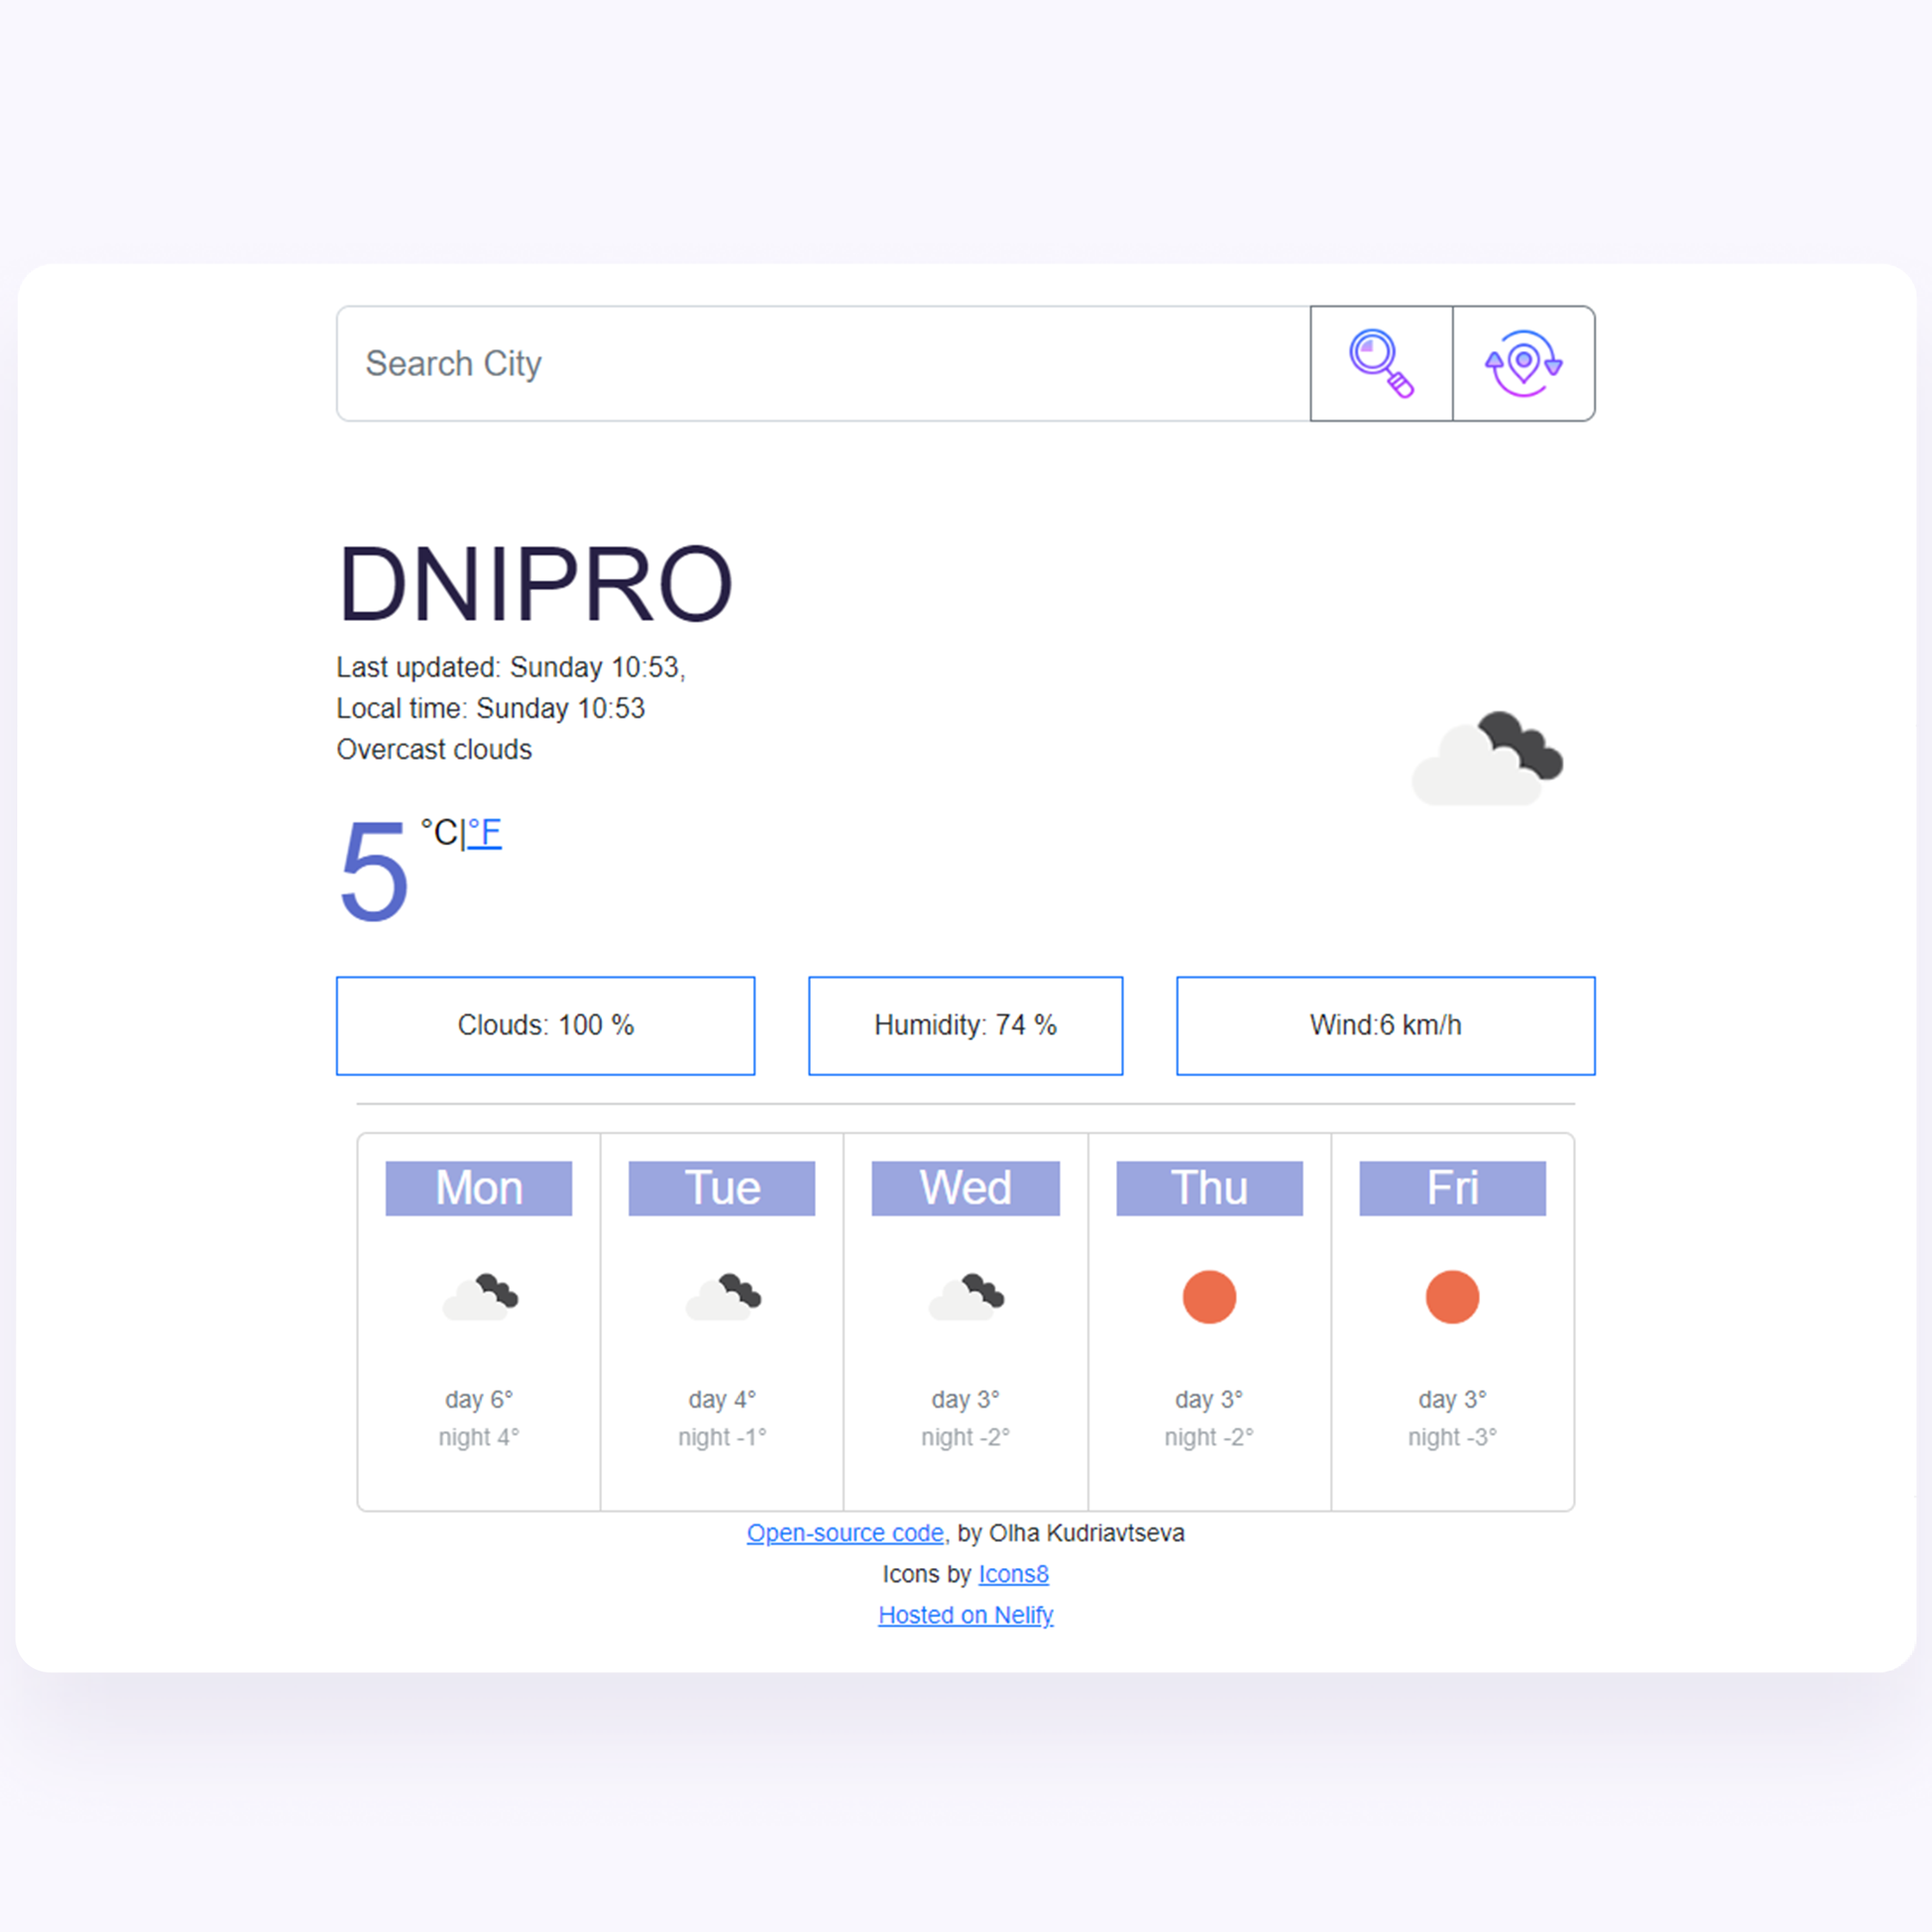 Search City
DNIPRO
Last updated: Sunday 10:53,
Local time: Sunday 10:53
Overcast clouds
5 °C|°F
Clouds: 100 %
Humidity: 74 %
Wind:6 km/h
Mon Tue Wed Thu Fri
day 6° day 4° day 3° day 3° day 3°
night 4° night -1° night -2° night -2° night -3°
Open-source code, by Olha Kudriavtseva
Icons by Icons8
Hosted on Nelify